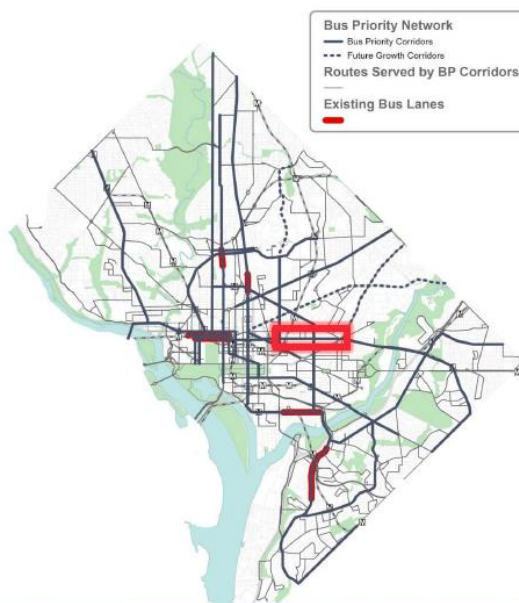 Bus Priority Network
Bus Priority Corridors
Future Growth Corridors
Routes Served by BP Corridors
Existing Bus Lanes